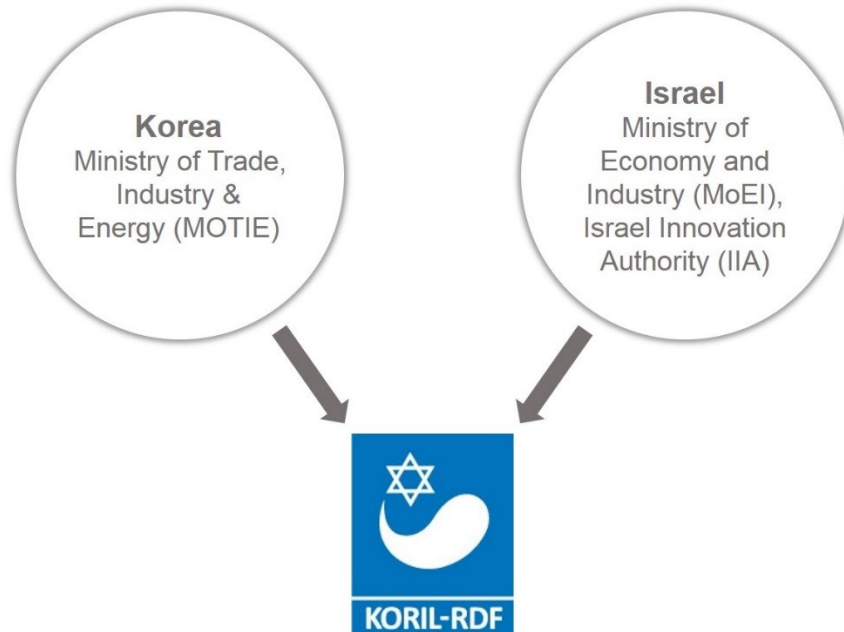 Korea
Ministry of Trade,
Industry &
Energy (MOTIE)
Israel
Ministry of
Economy and
Industry (MoEI),
Israel Innovation
Authority (IIA)
KORIL-RDF